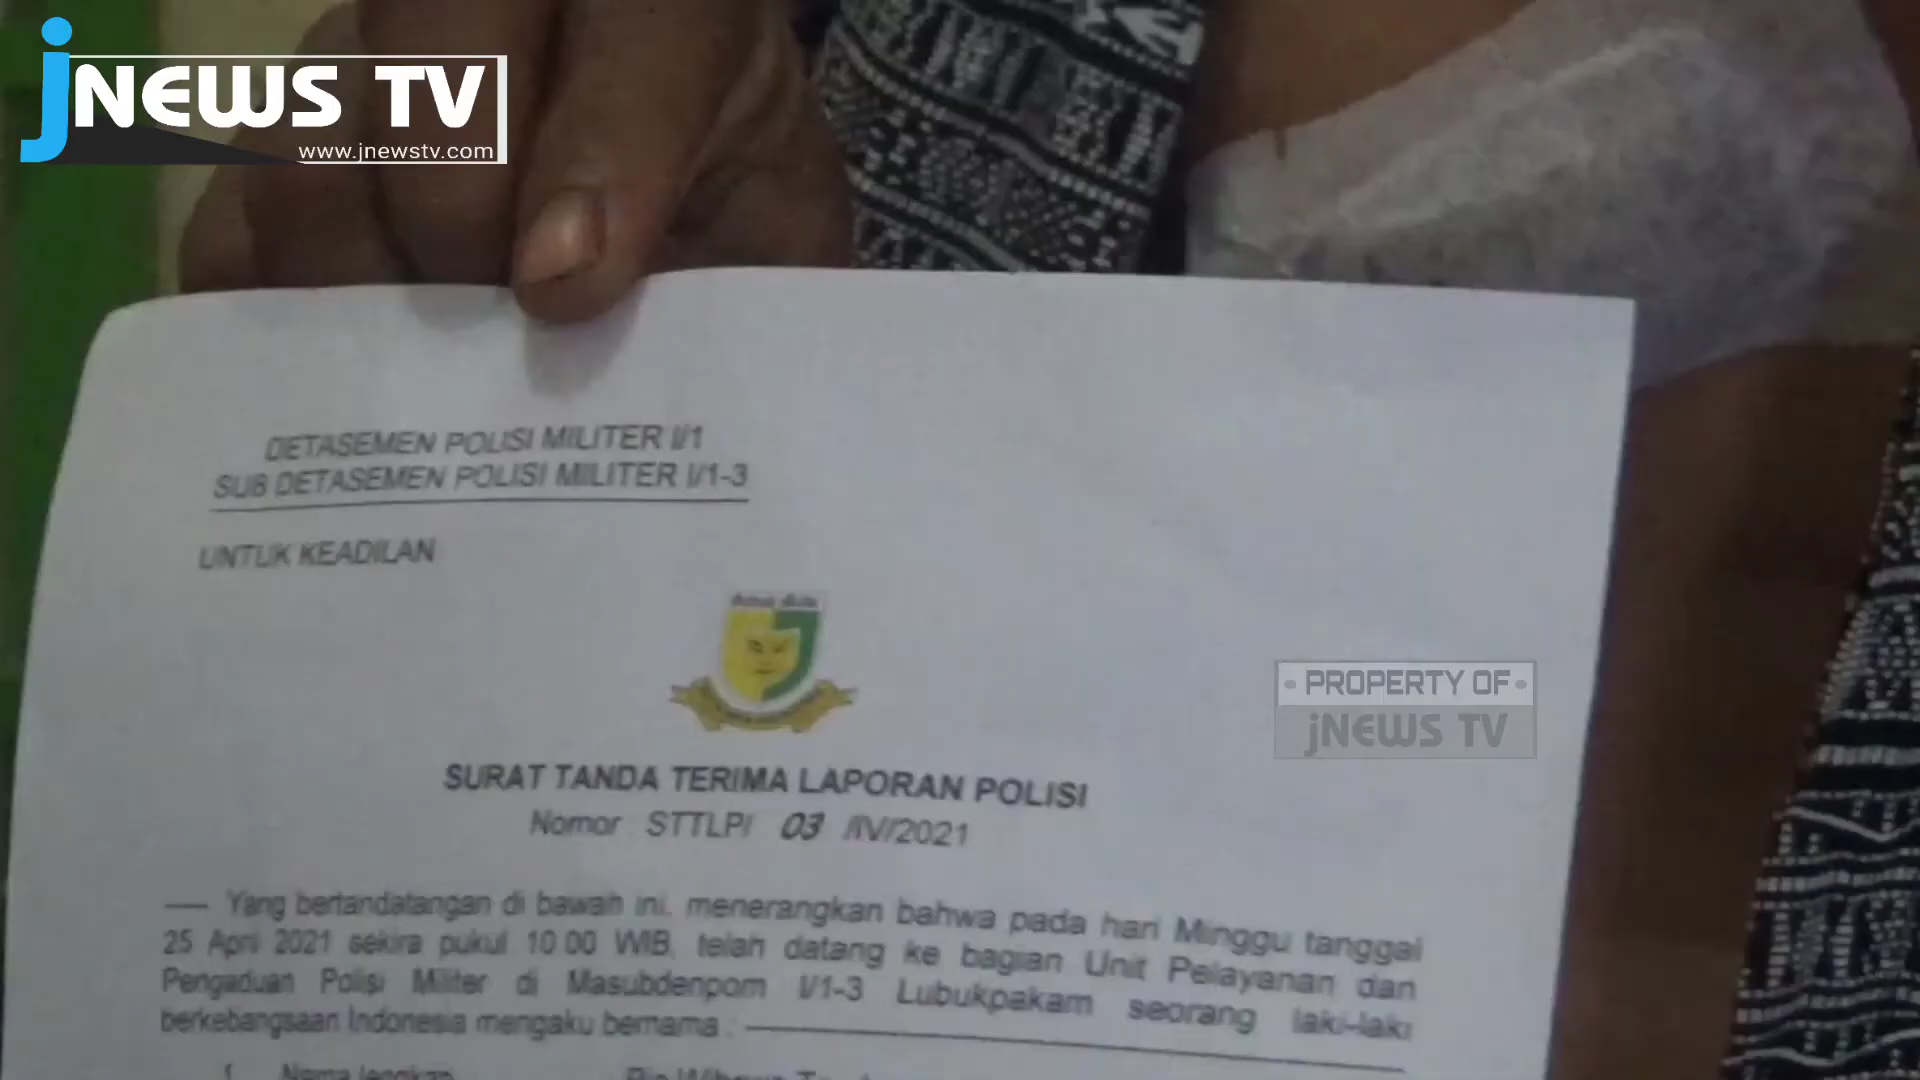 jNEWS TV
www.jnewstv.com
DETASEMEN POLISI MILITER I/1
SUB DETASEMEN POLISI MILITER I/1-3
UNTUK KEADILAN
SURAT TANDA TERIMA LAPORAN POLISI
Nomor STTLP/ 03 /IV/2021
PROPERTY OF
jNEWS TV
Yang bertandatangan di bawah ini, menerangkan bahwa pada hari Minggu tanggal
25 April 2021 sekira pukul 10 00 WIB, telah datang ke bagian Unit Pelayanan dan
Pengaduan Polisi Militer di Masubdenpom I/1-3 Lubukpakam seorang laki-laki
berkebangsaan Indonesia mengaku bernama :
1 Nama lengkap